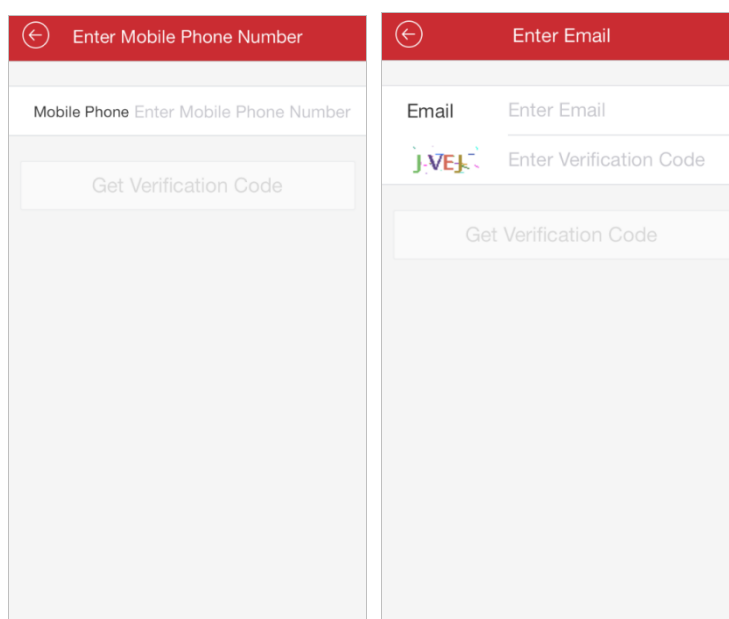 Enter Mobile Phone Number
Mobile Phone Enter Mobile Phone Number
Get Verification Code
Enter Email
Email Enter Email
JVEJ Enter Verification Code
Get Verification Code